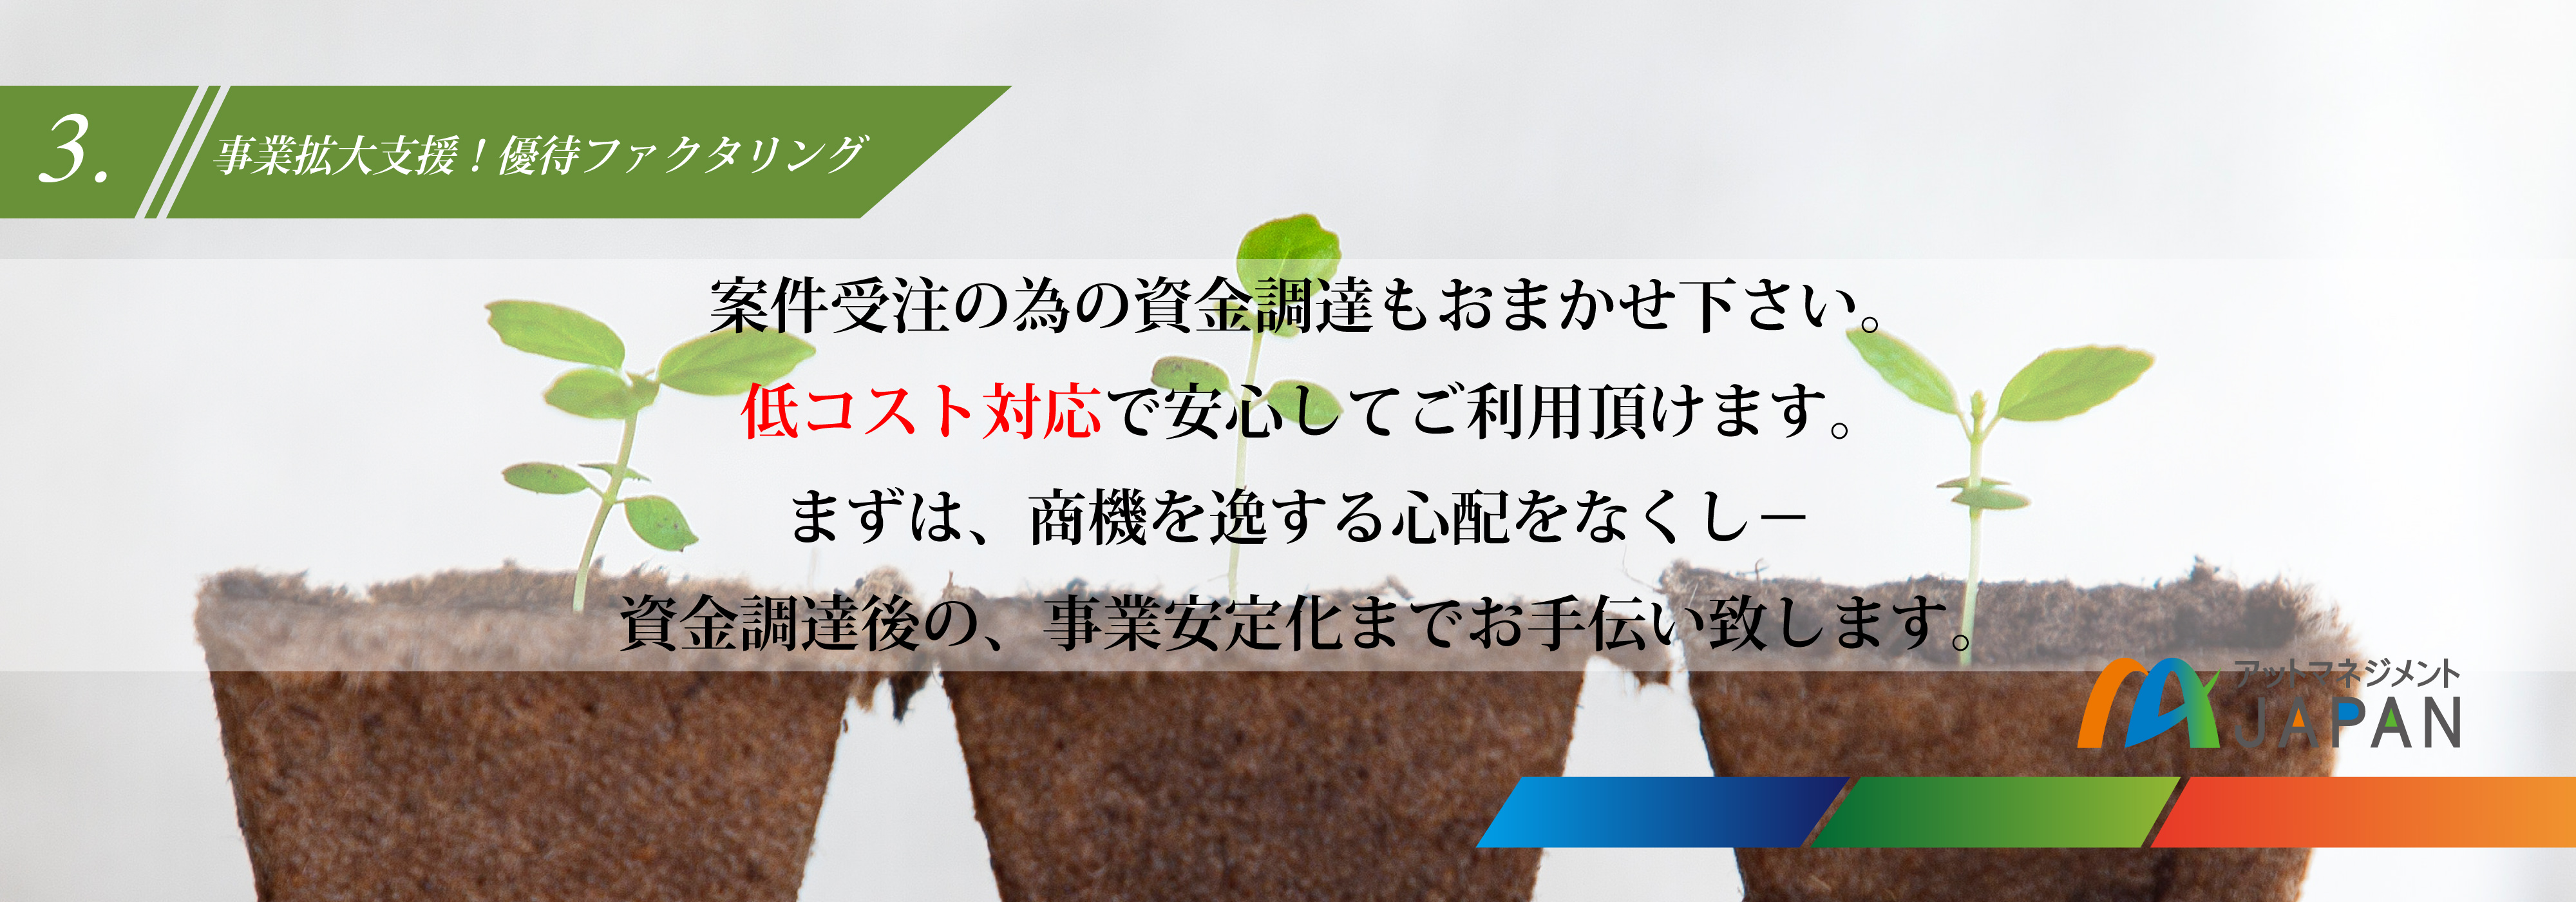 3.
事業拡大支援！優待ファクタリング
案件受注の為の資金調達もおまかせ下さい。
低コスト対応で安心してご利用頂けます。
まずは、商機を逸する心配をなくし－
資金調達後の、事業安定化までお手伝い致します。
アットマネジメント
JAPAN